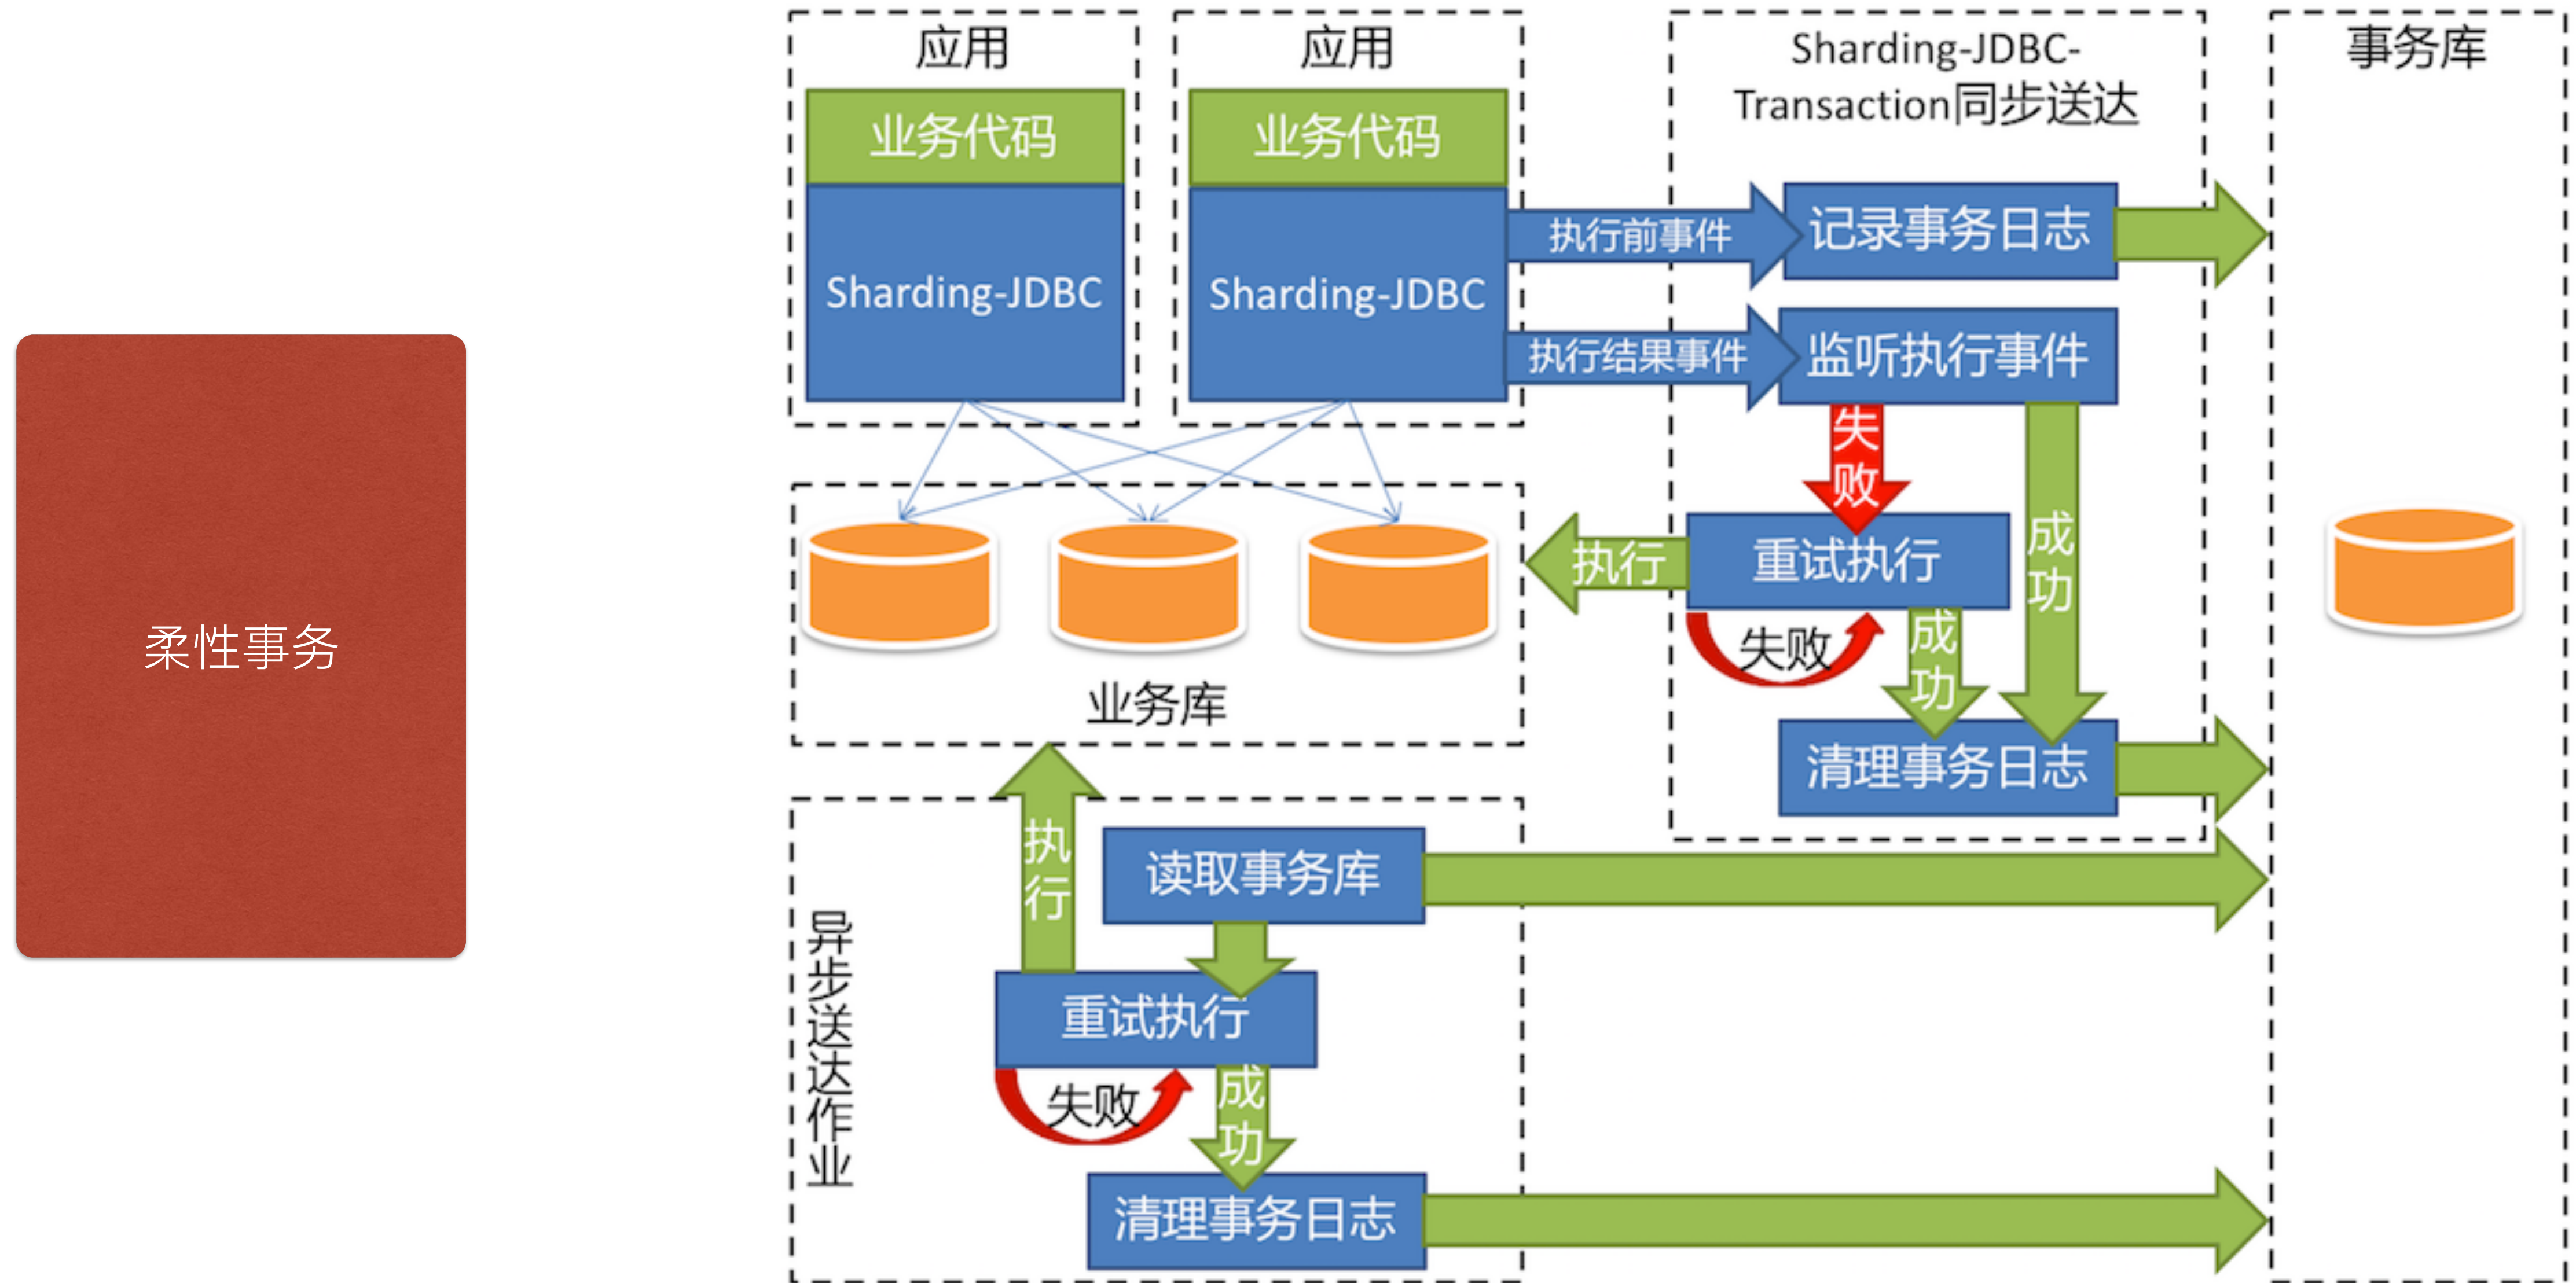 柔性事务
应用
业务代码
Sharding-JDBC
应用
业务代码
Sharding-JDBC
执行前事件
执行结果事件
Sharding-JDBC-
Transaction同步送达
记录事务日志
监听执行事件
失败
成功
重试执行
执行
失败
成功
清理事务日志
事务库
业务库
异步送达作业
执行
读取事务库
重试执行
失败
成功
清理事务日志